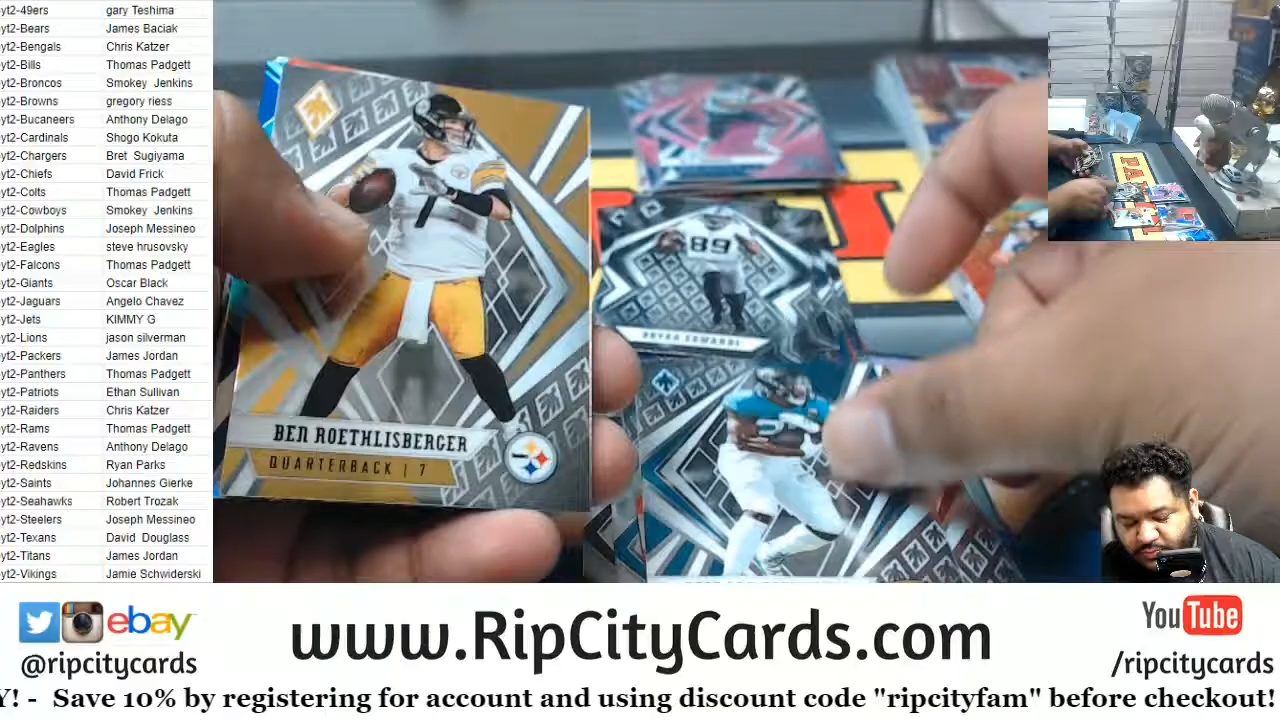 yt2-49ers gary Teshima
yt2-Bears James Baciak
yt2-Bengals Chris Katzer
yt2-Bills Thomas Padgett
yt2-Broncos Smokey Jenkins
yt2-Browns gregory riess
yt2-Bucaneers Anthony Delago
yt2-Cardinals Shogo Kokuta
yt2-Chargers Bret Sugiyama
yt2-Chiefs David Frick
yt2-Colts Thomas Padgett
yt2-Cowboys Smokey Jenkins
yt2-Dolphins Joseph Messineo
yt2-Eagles steve hrusovsky
yt2-Falcons Thomas Padgett
yt2-Giants Oscar Black
yt2-Jaguars Angelo Chavez
yt2-Jets KIMMY G
yt2-Lions jason silverman
yt2-Packers James Jordan
yt2-Panthers Thomas Padgett
yt2-Patriots Ethan Sullivan
yt2-Raiders Chris Katzer
yt2-Rams Thomas Padgett
yt2-Ravens Anthony Delago
yt2-Redskins Ryan Parks
yt2-Saints Johannes Gierke
yt2-Seahawks Robert Trozak
yt2-Steelers Joseph Messineo
yt2-Texans David Douglass
yt2-Titans James Jordan
yt2-Vikings Jamie Schwiderski
7
BEN ROETHLISBERGER
QUARTERBACK | 7
89
BRYAN EDWARDS
ebay
@ripcitycards
www.RipCityCards.com
YouTube
/ripcitycards
Y! - Save 10% by registering for account and using discount code "ripcityfam" before checkout!